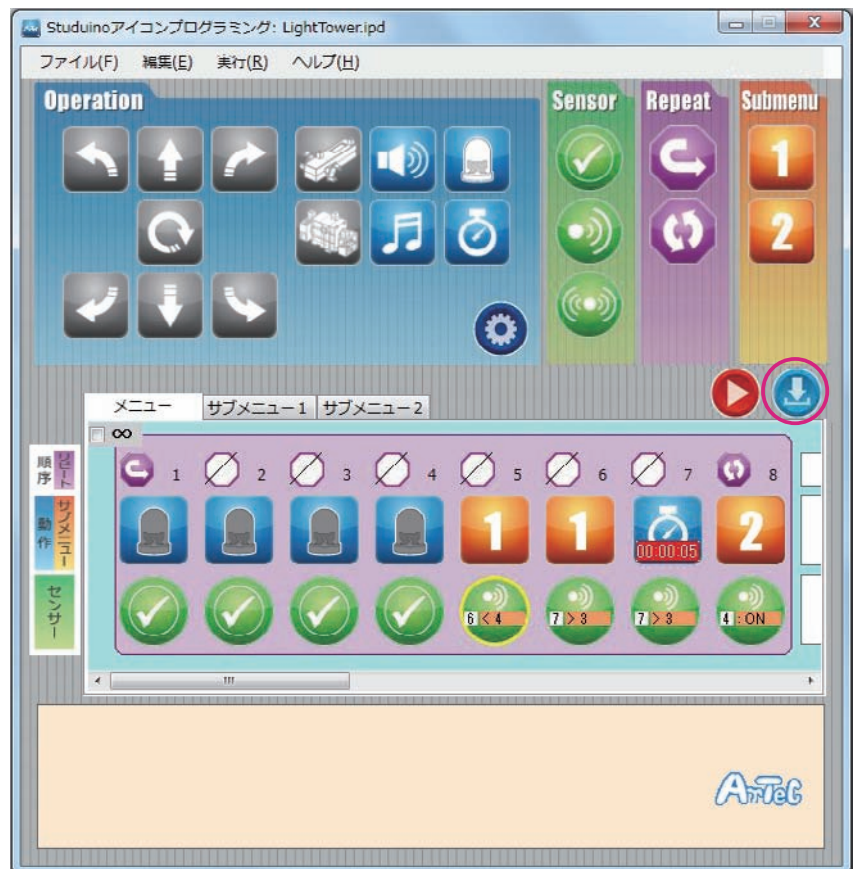 Studuinoアイコンプログラミング: LightTower.ipd
ファイル(F) 編集(E) 実行(R) ヘルプ(H)
Operation
Sensor
Repeat
Submenu
1
2
メニュー サブメニュー1 サブメニュー2
∞
順序 リピート
動作 サブメニュー
センサー
1 2 3 4 5 6 7 8
1 1 00:00:05 2
6 < 4 7 > 3 7 > 3 4 : ON
ArTeC